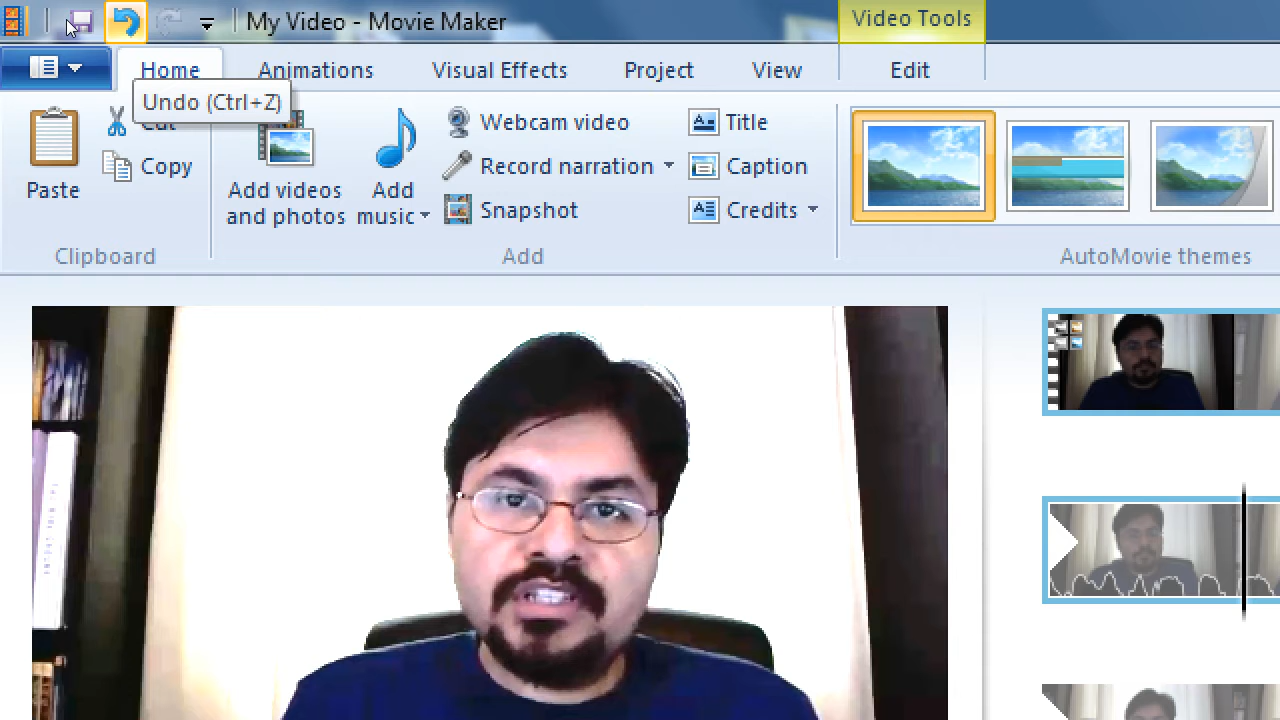 My Video - Movie Maker
Video Tools
Home
Animations
Visual Effects
Project
View
Edit
Undo (Ctrl+Z)
Paste
Cut
Copy
Clipboard
Add videos
and photos
Add
music
Webcam video
Record narration
Snapshot
Title
Caption
Credits
Add
AutoMovie themes